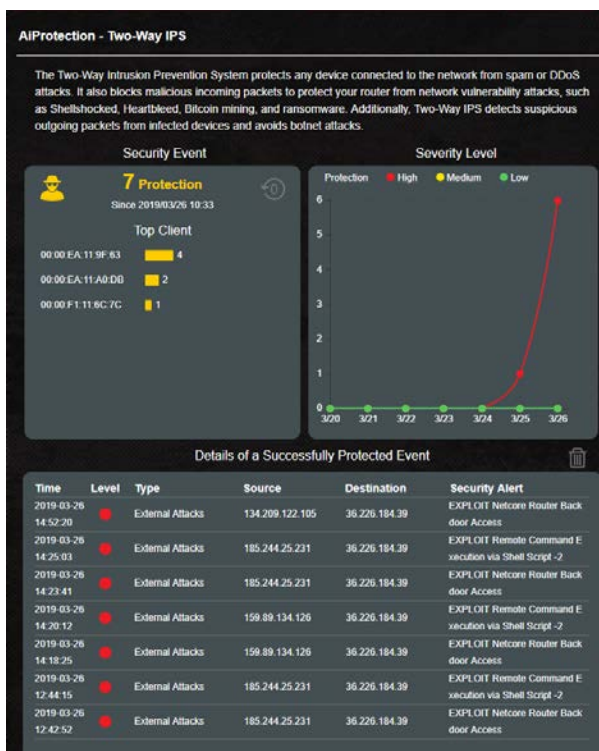 AiProtection - Two-Way IPS
The Two-Way Intrusion Prevention System protects any device connected to the network from spam or DDoS
attacks. It also blocks malicious incoming packets to protect your router from network vulnerability attacks, such
as Shellshocked, Heartbleed, Bitcoin mining, and ransomware. Additionally, Two-Way IPS detects suspicious
outgoing packets from infected devices and avoids botnet attacks.
Security Event
7 Protection
Since 2019/03/26 10:33
0
Top Client
00:00:EA:11:9F:63 4
00:00:EA:11:A0:DB 2
00:00:F1:11:6C:7C 1
Severity Level
Protection High Medium Low
6
5
4
3
2
1
0
3/20 3/21 3/22 3/23 3/24 3/25 3/26
Details of a Successfully Protected Event
Time Level Type Source Destination Security Alert
2019-03-26 EXPLOIT Netcore Router Back
14:52:20 External Attacks 134.209.122.105 36.226.184.39 door Access
2019-03-26 EXPLOIT Remote Command E
14:25:03 External Attacks 185.244.25.231 36.226.184.39 xecution via Shell Script -2
2019-03-26 EXPLOIT Netcore Router Back
14:23:41 External Attacks 185.244.25.231 36.226.184.39 door Access
2019-03-26 EXPLOIT Remote Command E
14:20:12 External Attacks 159.89.134.126 36.226.184.39 xecution via Shell Script -2
2019-03-26 EXPLOIT Netcore Router Back
14:18:25 External Attacks 159.89.134.126 36.226.184.39 door Access
2019-03-26 EXPLOIT Remote Command E
12:44:15 External Attacks 185.244.25.231 36.226.184.39 xecution via Shell Script -2
2019-03-26 EXPLOIT Netcore Router Back
12:42:52 External Attacks 185.244.25.231 36.226.184.39 door Access